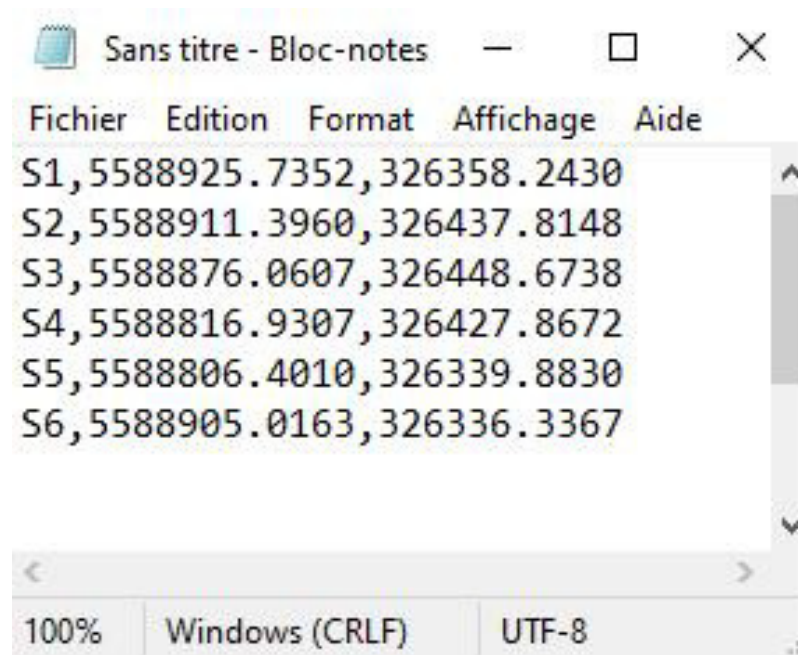 Sans titre - Bloc-notes
Fichier Edition Format Affichage Aide
S1,5588925.7352,326358.2430
S2,5588911.3960,326437.8148
S3,5588876.0607,326448.6738
S4,5588816.9307,326427.8672
S5,5588806.4010,326339.8830
S6,5588905.0163,326336.3367
100% Windows (CRLF) UTF-8